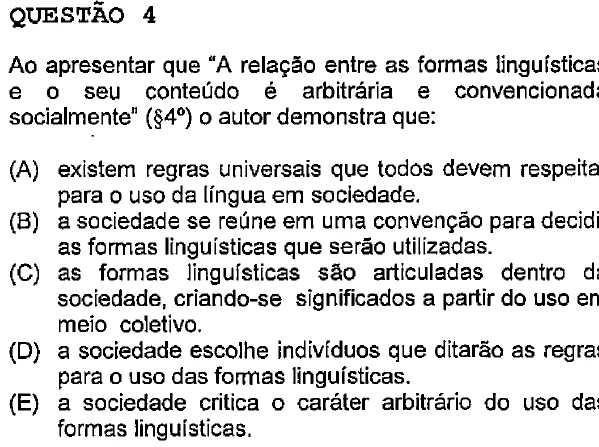 QUESTÃO 4
Ao apresentar que "A relação entre as formas linguística
e o seu conteúdo é arbitrária e convencionad
socialmente" (§4º) o autor demonstra que:
(A) existem regras universais que todos devem respeita
para o uso da língua em sociedade.
(B) a sociedade se reúne em uma convenção para decidi
as formas linguísticas que serão utilizadas.
(C) as formas linguísticas são articuladas dentro d
sociedade, criando-se significados a partir do uso en
meio coletivo.
(D) a sociedade escolhe indivíduos que ditarão as regra
para o uso das formas linguísticas.
(E) a sociedade critica o caráter arbitrário do uso da
formas linguísticas.